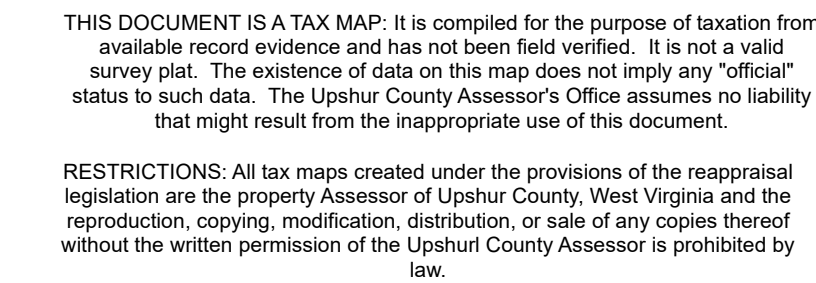 THIS DOCUMENT IS A TAX MAP: It is compiled for the purpose of taxation from
available record evidence and has not been field verified.  It is not a valid
survey plat.  The existence of data on this map does not imply any "official"
status to such data.  The Upshur County Assessor's Office assumes no liability
that might result from the inappropriate use of this document.
RESTRICTIONS: All tax maps created under the provisions of the reappraisal
legislation are the property Assessor of Upshur County, West Virginia and the
reproduction, copying, modification, distribution, or sale of any copies thereof
without the written permission of the Upshurl County Assessor is prohibited by
law.